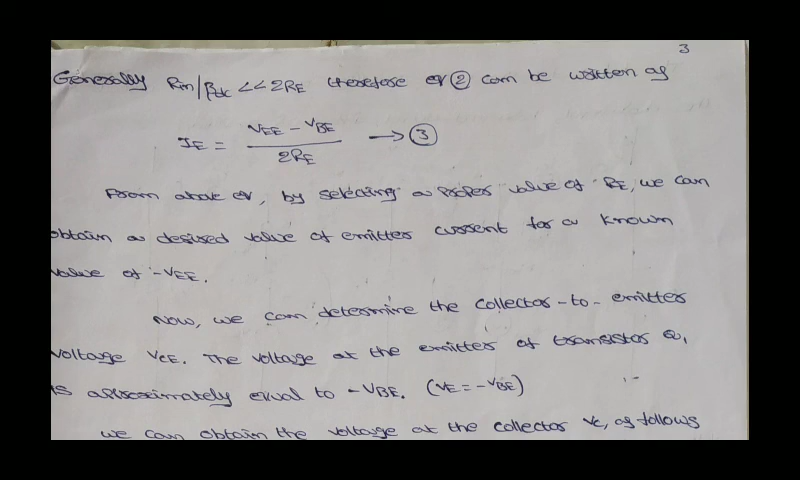 3
Generally Rin/βdc << 2RE therefore eq ② can be written as
IE = VEE - VBE / 2RE → ③
From above eq, by selecting a proper value of RE, we can
obtain a desired value of emitter current for a known
value of -VEE.
Now, we can determine the collector-to-emitter
voltage VCE. The voltage at the emitter of transistor Q1
is approximately equal to -VBE. (VE = -VBE)
we can obtain the voltage at the collector Vc, as follows